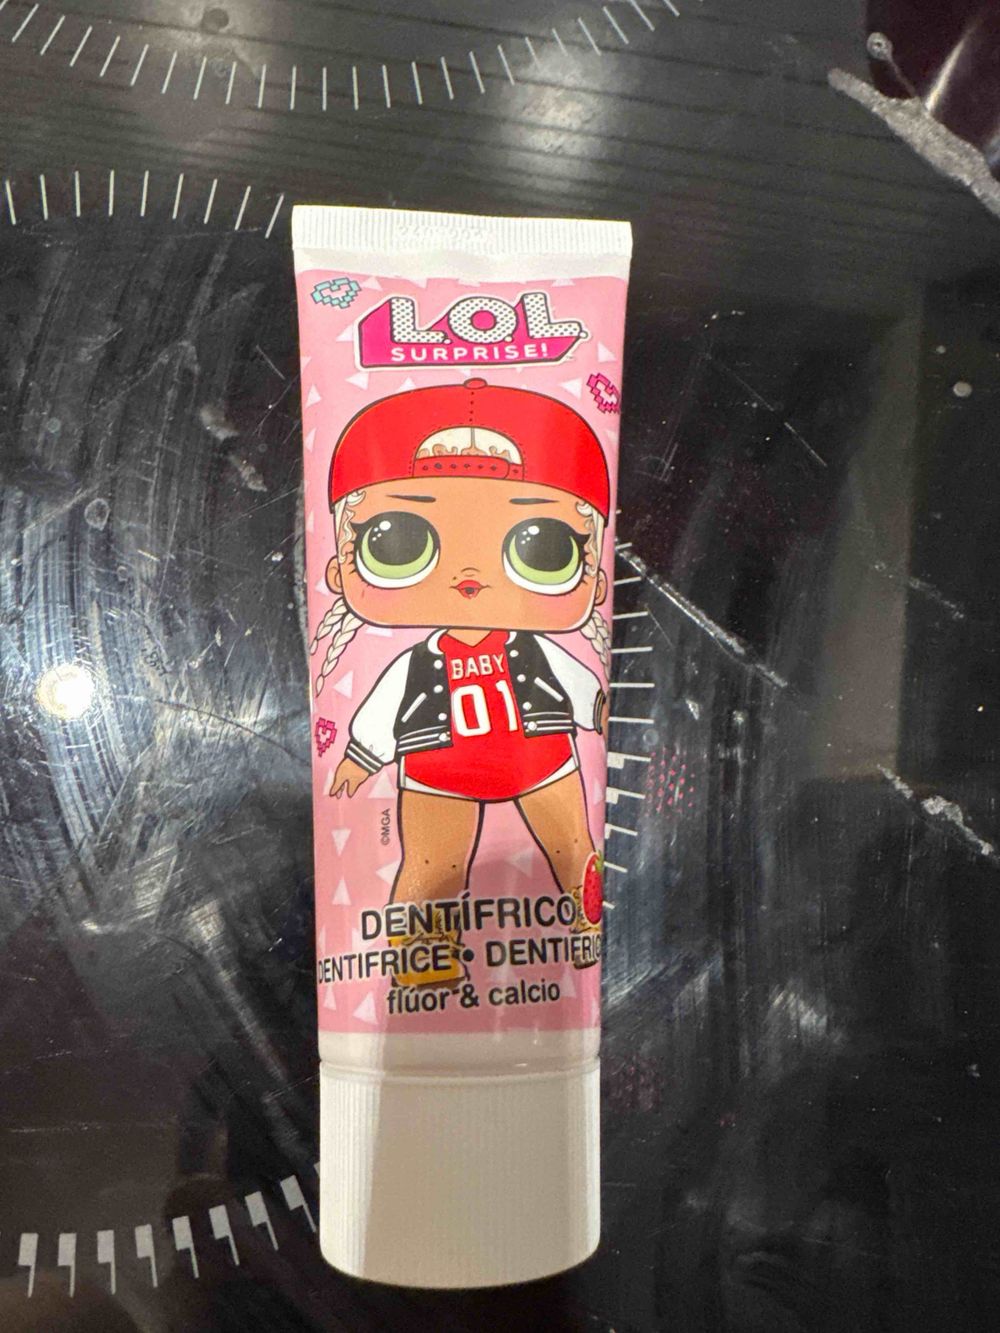 L.O.L.
SURPRISE!
BABY
01
©MGA
DENTÍFRICO
DENTIFRICE • DENTIFRIC
flúor & calcio